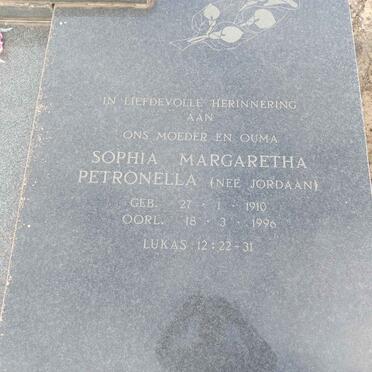 IN LIEFDEVOLLE HERINNERING
AAN
ONS MOEDER EN OUMA
SOPHIA MARGARETHA
PETRONELLA (NEE JORDAAN)
GEB. 27 · 1 · 1910
OORL. 18 · 3 · 1996
LUKAS 12:22-31